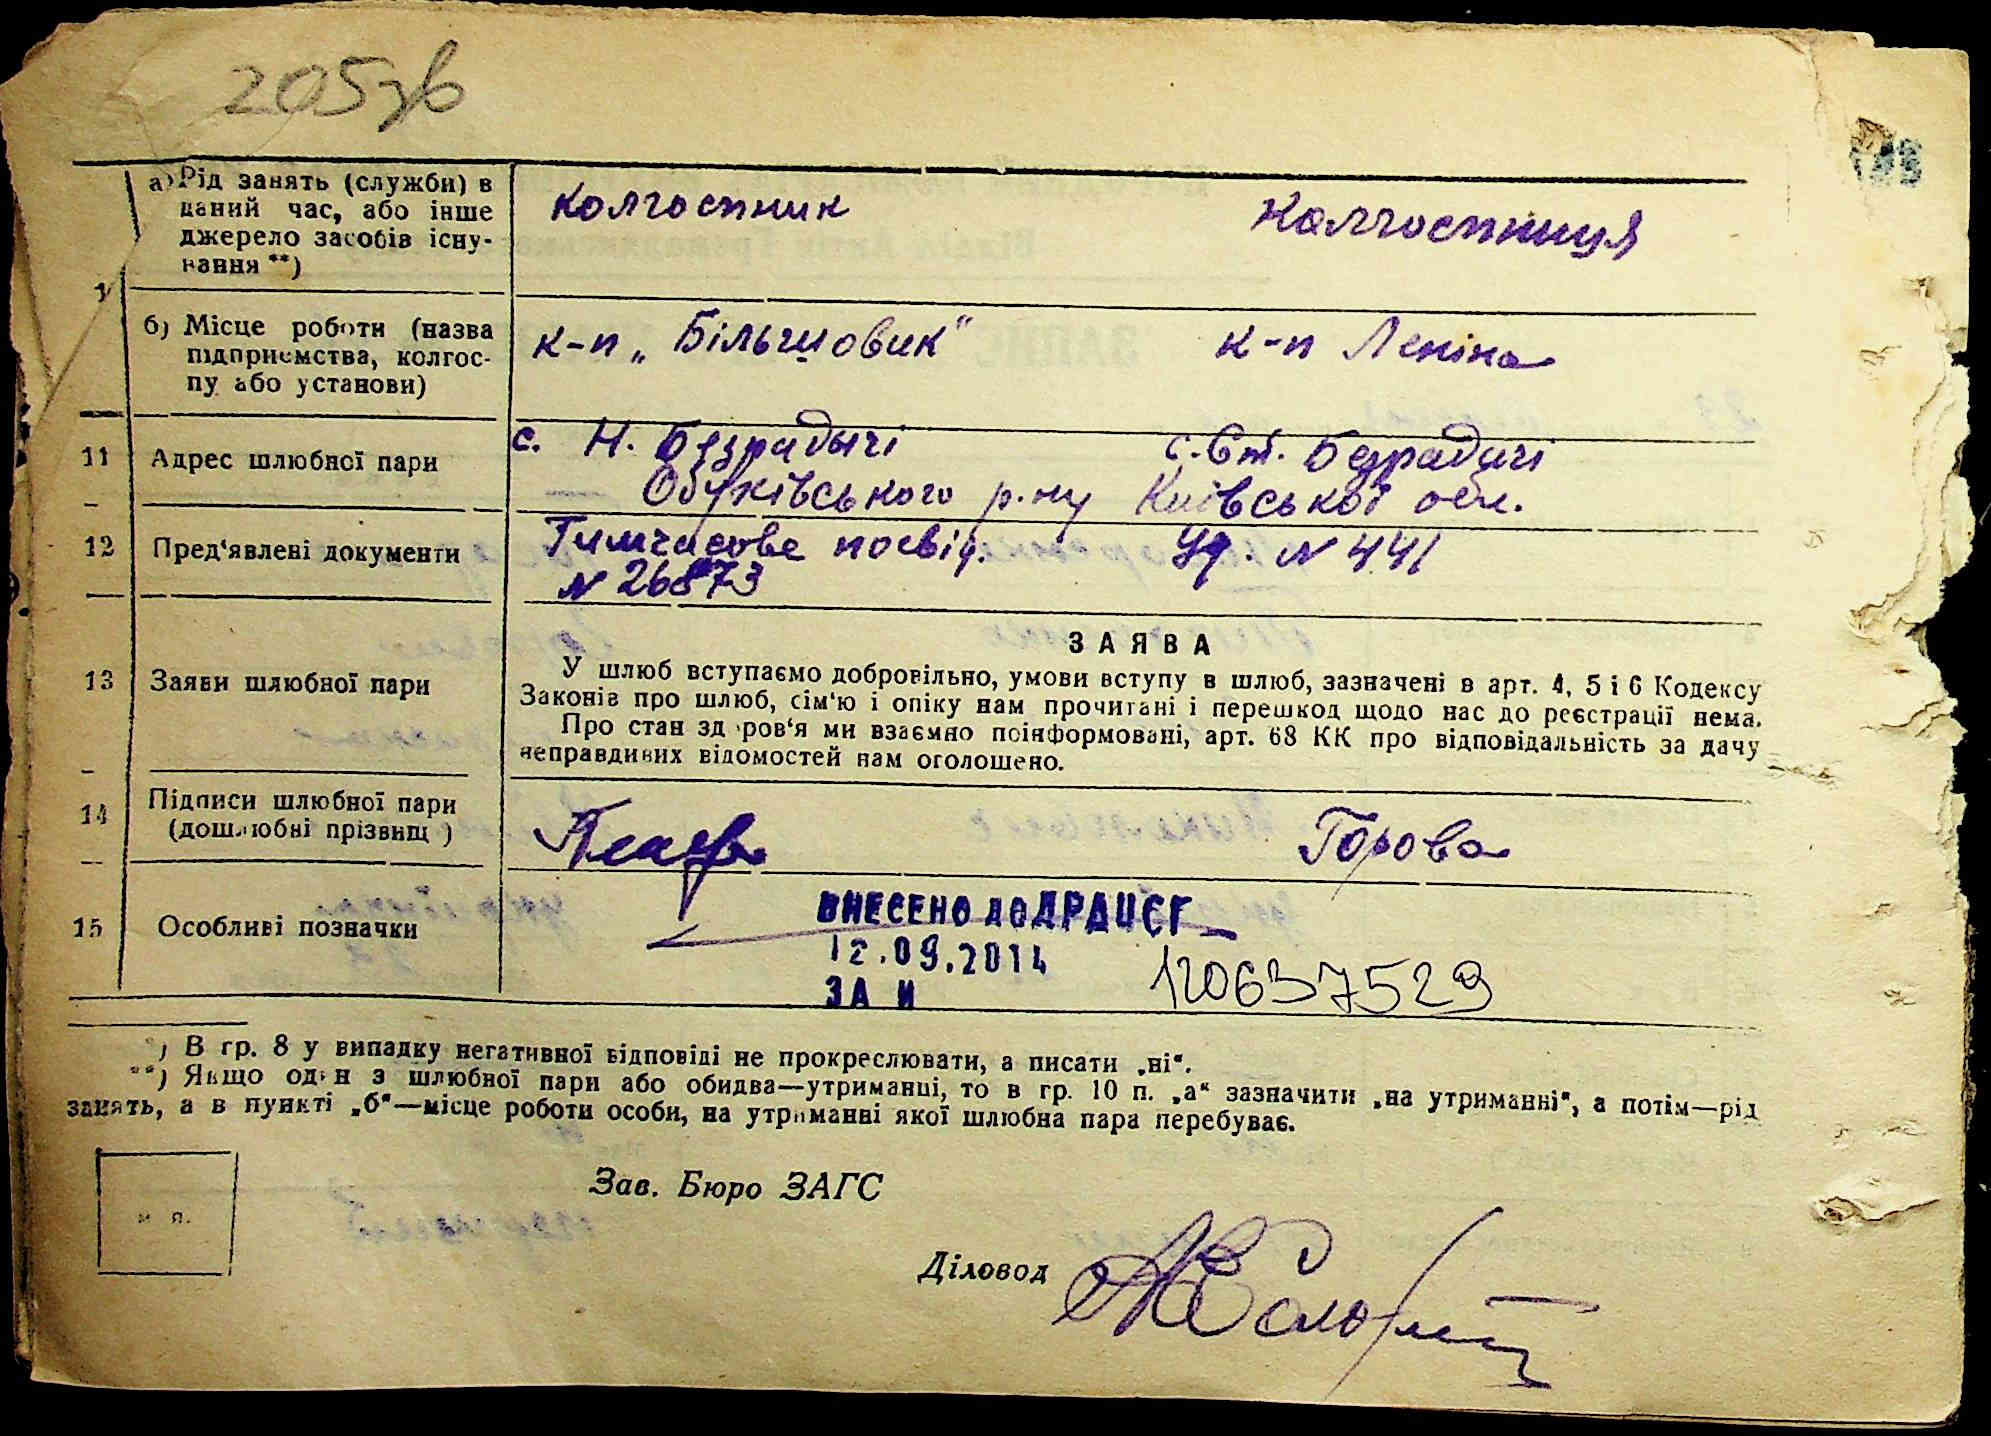 205зв
а) Рід занять (служби) в
даний час, або інше
джерело засобів існу-
вання **)
колгоспник колгоспниця
б) Місце роботи (назва
підприємства, колгос-
пу або установи)
к-п „Більшовик“ к-п Леніна
11 Адрес шлюбної пари
с. Н. Безрадичі с. Ст. Безрадичі
Обухівського р-ну Київської обл.
12 Пред‘явлені документи
Тимчасове посвід. Уд N 441
N 26873
13 Заяви шлюбної пари
ЗАЯВА
У шлюб вступаємо добровільно, умови вступу в шлюб, зазначені в арт. 4, 5 і 6 Кодексу
Законів про шлюб, сім‘ю і опіку нам прочитані і перешкод щодо нас до реєстрації нема.
Про стан здоров‘я ми взаємно поінформовані, арт. 68 КК про відповідальність за дачу
неправдивих відомостей нам оголошено.
14 Підписи шлюбної пари
(дошлюбні прізвищ )
Горова
15 Особливі позначки
ВНЕСЕНО ДО ДРАЦСГ
12.09.2014
ЗА N 120637529
*) В гр. 8 у випадку негативної відповіді не прокреслювати, а писати „ні“.
**) Якщо один з шлюбної пари або обидва—утриманці, то в гр. 10 п. „а“ зазначити „на утриманні“, а потім—рід
занять, а в пункті „б“—місце роботи особи, на утриманні якої шлюбна пара перебуває.
м п.
Зав. Бюро ЗАГС
Діловод